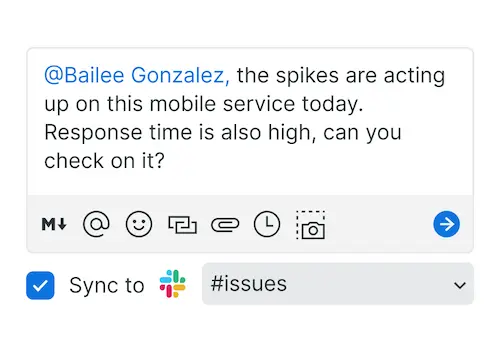 @Bailee Gonzalez, the spikes are acting
up on this mobile service today.
Response time is also high, can you
check on it?
M
Sync to
#issues